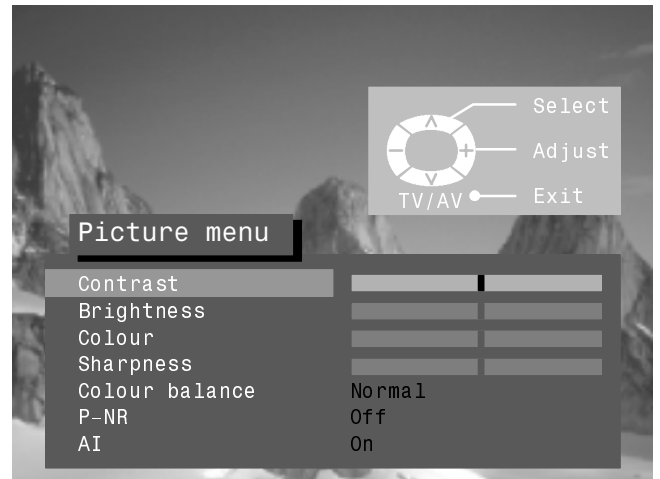 Select
Adjust
TV/AV Exit
Picture menu
Contrast
Brightness
Colour
Sharpness
Colour balance Normal
P-NR Off
AI On